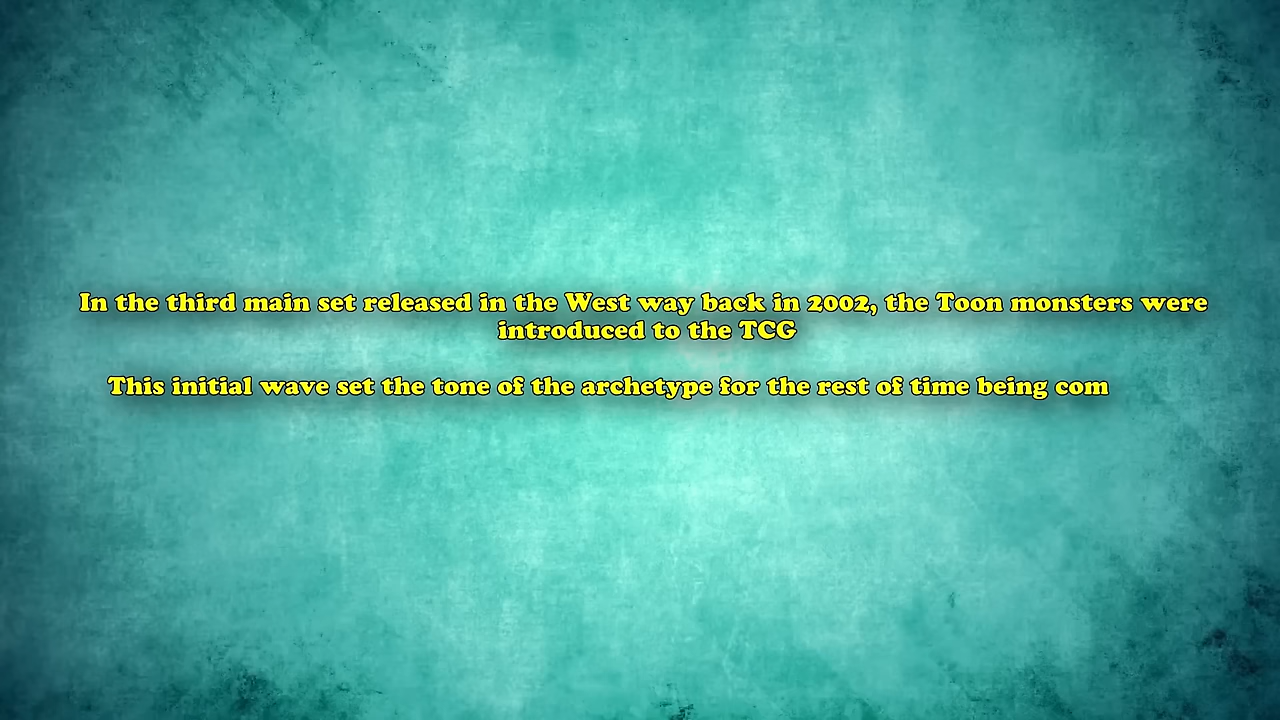 In the third main set released in the West way back in 2002, the Toon monsters were
introduced to the TCG
This initial wave set the tone of the archetype for the rest of time being com